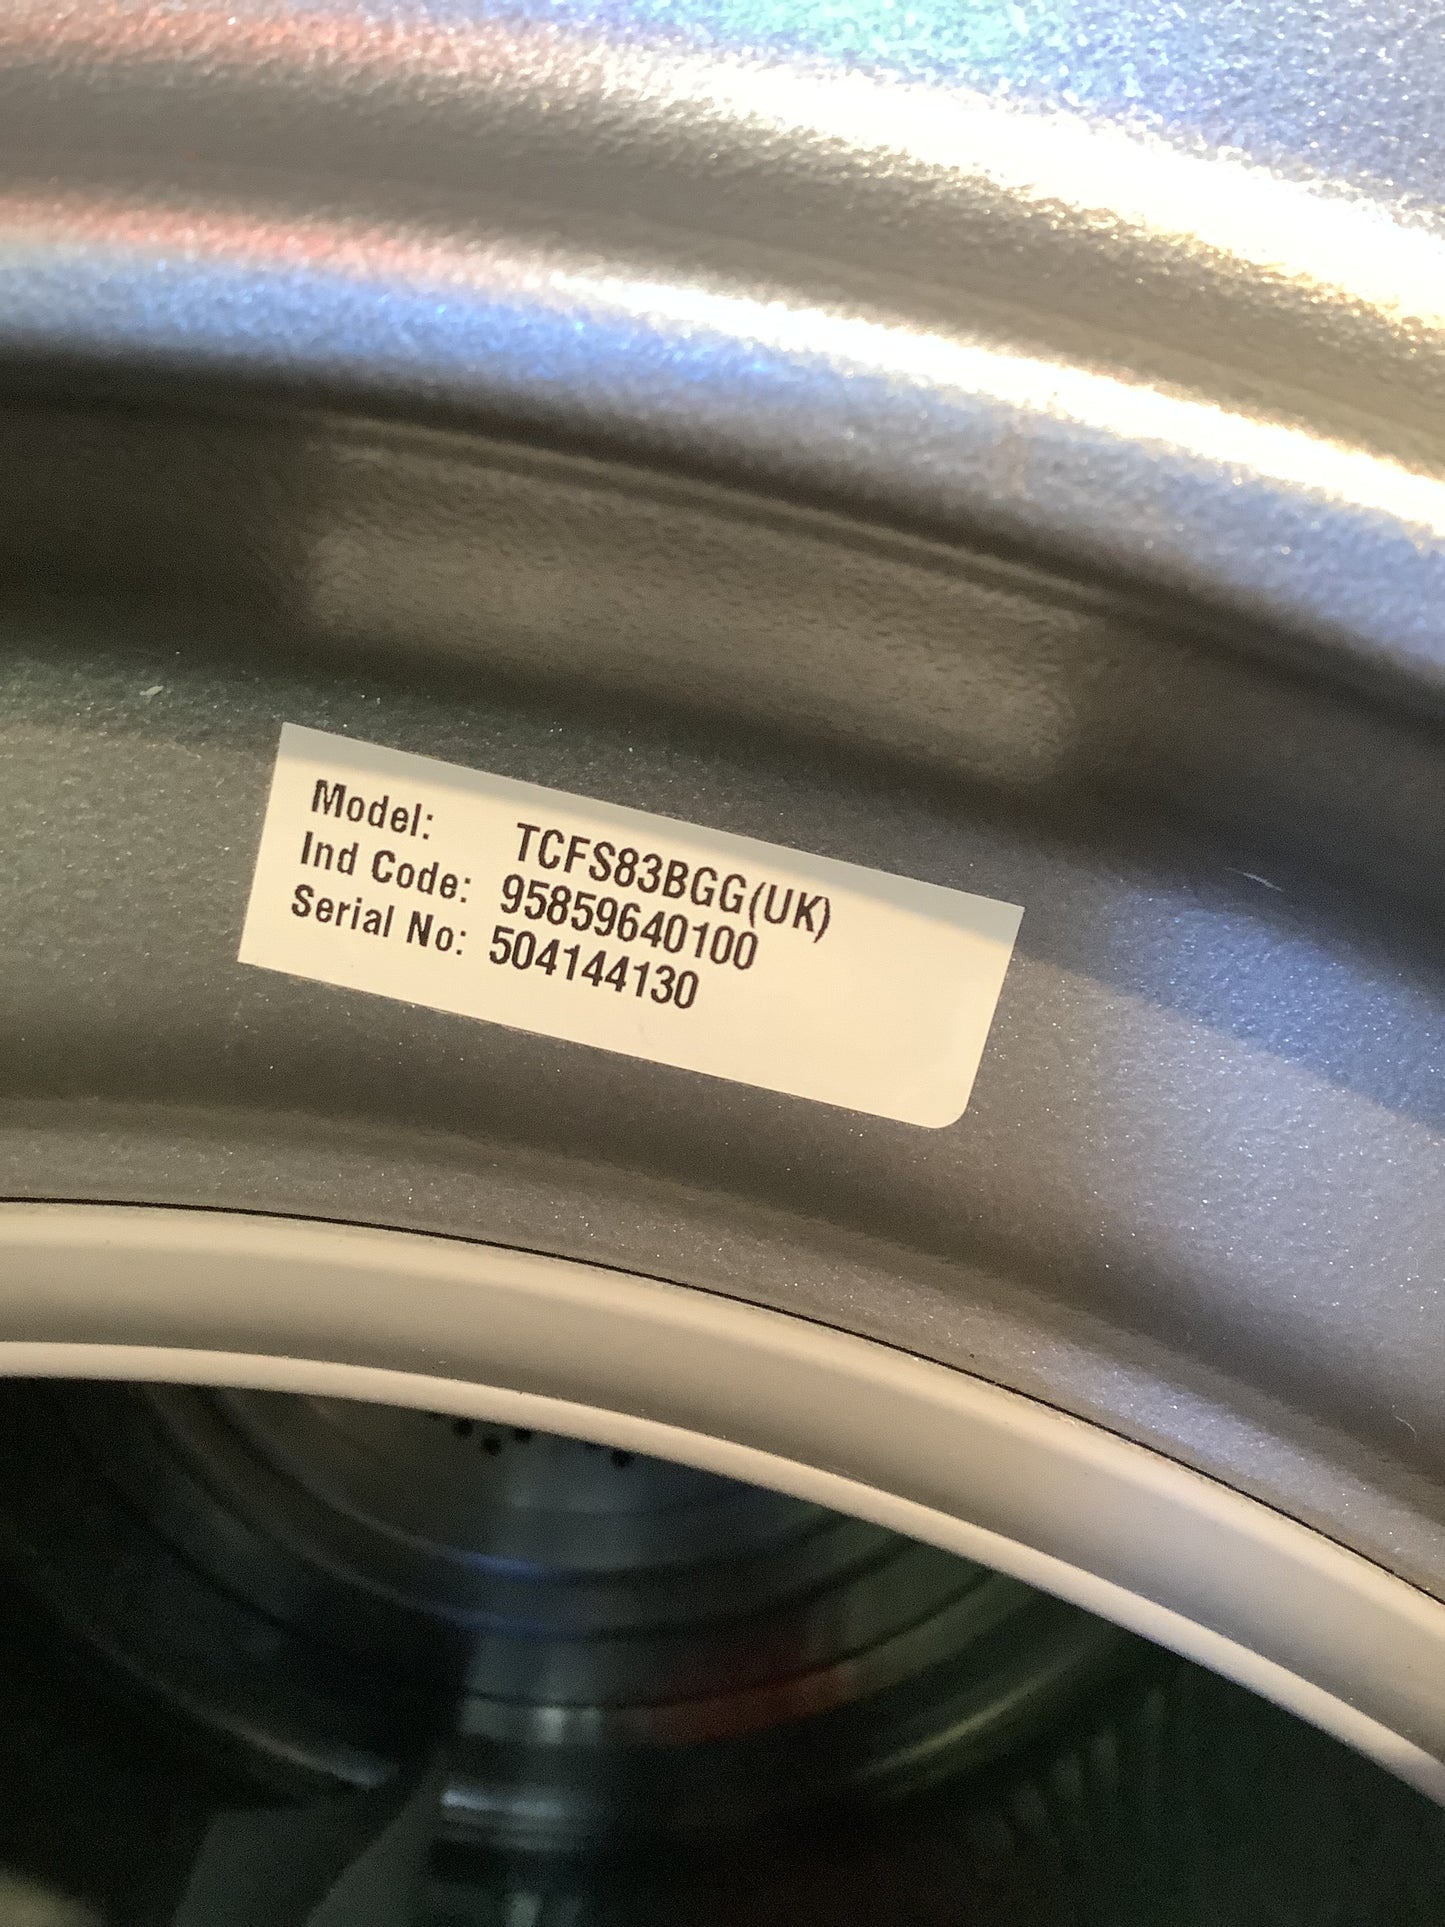 Model: TCFS83BGG(UK)
Ind Code: 95859640100
Serial No: 504144130